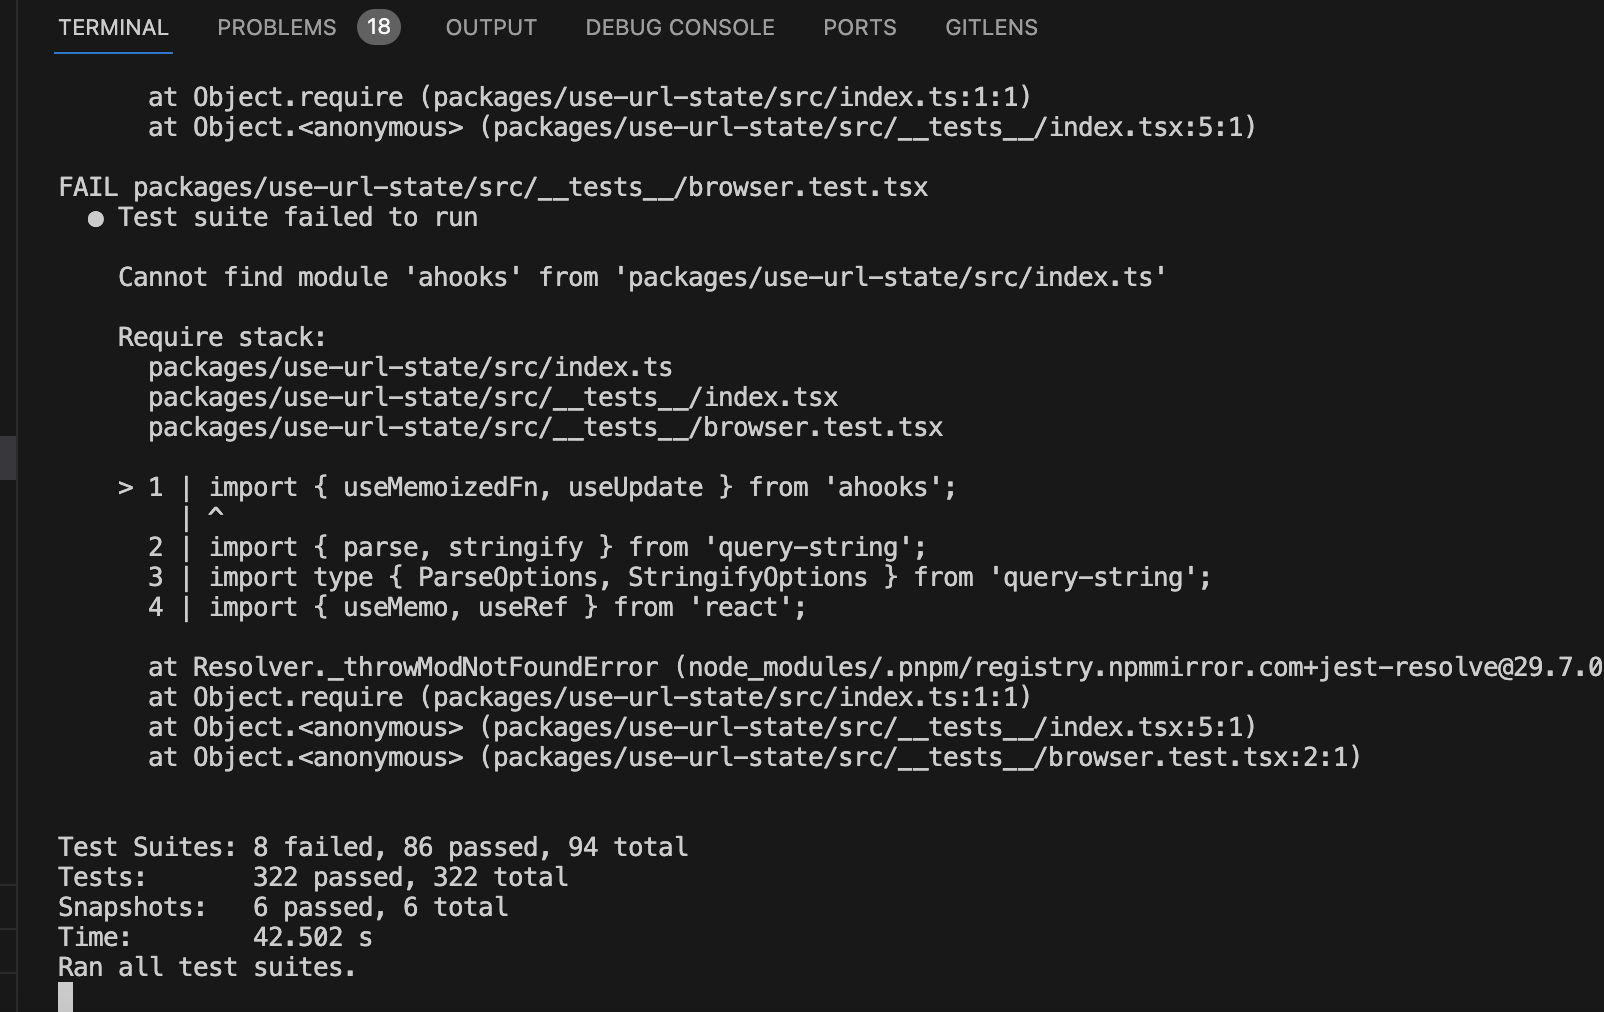 TERMINAL PROBLEMS 18 OUTPUT DEBUG CONSOLE PORTS GITLENS
at Object.require (packages/use-url-state/src/index.ts:1:1)
at Object.<anonymous> (packages/use-url-state/src/__tests__/index.tsx:5:1)
FAIL packages/use-url-state/src/__tests__/browser.test.tsx
● Test suite failed to run
Cannot find module 'ahooks' from 'packages/use-url-state/src/index.ts'
Require stack:
packages/use-url-state/src/index.ts
packages/use-url-state/src/__tests__/index.tsx
packages/use-url-state/src/__tests__/browser.test.tsx
> 1 | import { useMemoizedFn, useUpdate } from 'ahooks';
| ^
2 | import { parse, stringify } from 'query-string';
3 | import type { ParseOptions, StringifyOptions } from 'query-string';
4 | import { useMemo, useRef } from 'react';
at Resolver._throwModNotFoundError (node_modules/.pnpm/registry.npmmirror.com+jest-resolve@29.7.0
at Object.require (packages/use-url-state/src/index.ts:1:1)
at Object.<anonymous> (packages/use-url-state/src/__tests__/index.tsx:5:1)
at Object.<anonymous> (packages/use-url-state/src/__tests__/browser.test.tsx:2:1)
Test Suites: 8 failed, 86 passed, 94 total
Tests: 322 passed, 322 total
Snapshots: 6 passed, 6 total
Time: 42.502 s
Ran all test suites.